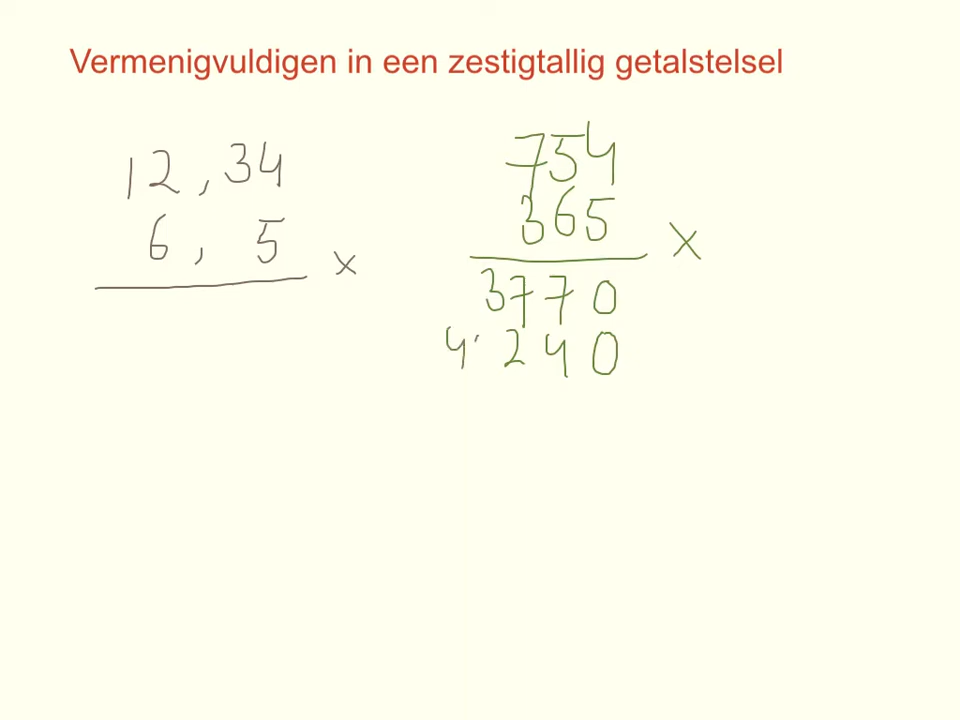 Vermenigvuldigen in een zestigtallig getalstelsel
12, 34
6, 5 x
754
365 x
3770
4 240